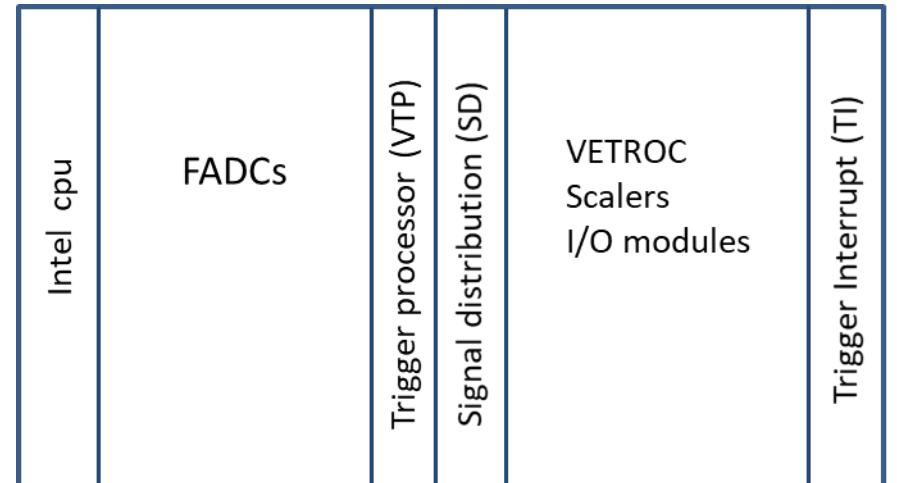 Intel cpu
FADCs
Trigger processor (VTP)
Signal distribution (SD)
VETROC
Scalers
I/O modules
Trigger Interrupt (TI)